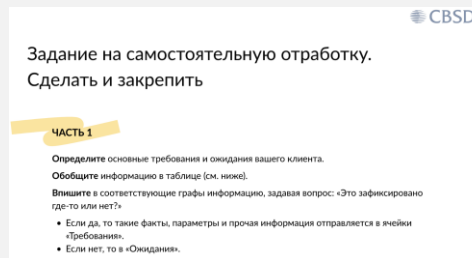 CBSD
Задание на самостоятельную отработку.
Сделать и закрепить
ЧАСТЬ 1
Определите основные требования и ожидания вашего клиента.
Обобщите информацию в таблице (см. ниже).
Впишите в соответствующие графы информацию, задавая вопрос: «Это зафиксировано
где-то или нет?»
• Если да, то такие факты, параметры и прочая информация отправляется в ячейки
«Требования».
• Если нет, то в «Ожидания».